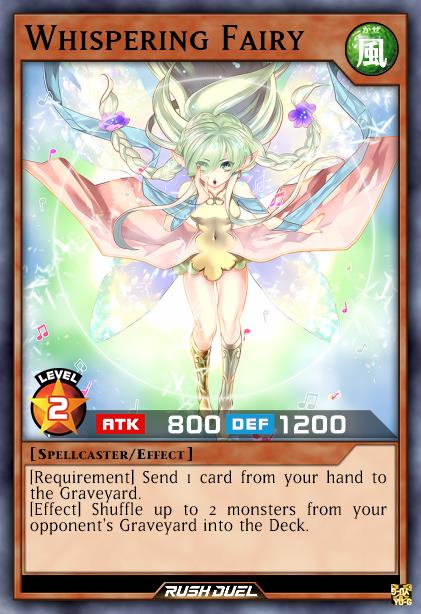 Whispering Fairy
かぜ
風
LEVEL
2
ATK 800 DEF 1200
[Spellcaster/Effect]
[Requirement] Send 1 card from your hand to
the Graveyard.
[Effect] Shuffle up to 2 monsters from your
opponent's Graveyard into the Deck.
RUSH DUEL